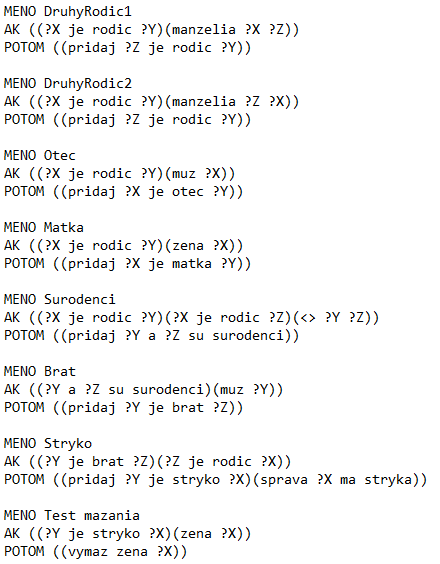 MENO DruhyRodic1
AK ((?X je rodic ?Y)(manzelia ?X ?Z))
POTOM ((pridaj ?Z je rodic ?Y))
MENO DruhyRodic2
AK ((?X je rodic ?Y)(manzelia ?Z ?X))
POTOM ((pridaj ?Z je rodic ?Y))
MENO Otec
AK ((?X je rodic ?Y)(muz ?X))
POTOM ((pridaj ?X je otec ?Y))
MENO Matka
AK ((?X je rodic ?Y)(zena ?X))
POTOM ((pridaj ?X je matka ?Y))
MENO Surodenci
AK ((?X je rodic ?Y)(?X je rodic ?Z)(<> ?Y ?Z))
POTOM ((pridaj ?Y a ?Z su surodenci))
MENO Brat
AK ((?Y a ?Z su surodenci)(muz ?Y))
POTOM ((pridaj ?Y je brat ?Z))
MENO Stryko
AK ((?Y je brat ?Z)(?Z je rodic ?X))
POTOM ((pridaj ?Y je stryko ?X)(sprava ?X ma stryka))
MENO Test mazania
AK ((?Y je stryko ?X)(zena ?X))
POTOM ((vymaz zena ?X))